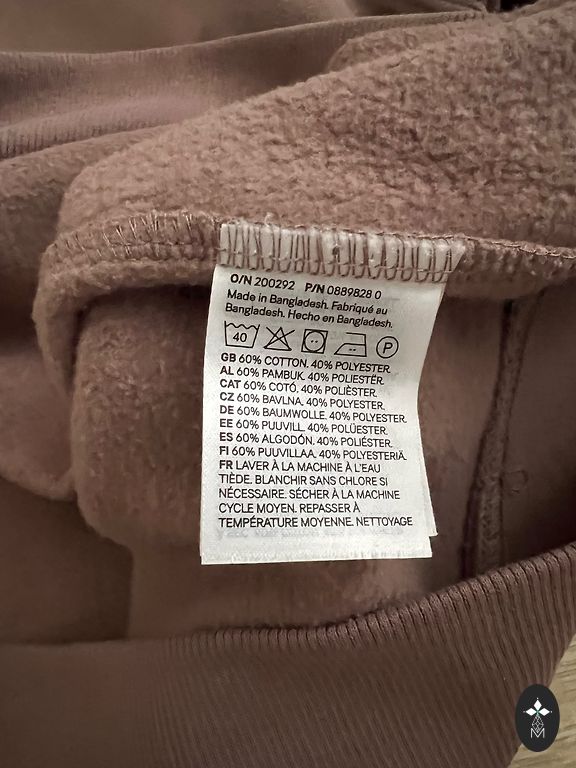 O/N 200292 P/N 0889828 0
Made in Bangladesh. Fabriqué au
Bangladesh. Hecho en Bangladesh.
40 P
GB 60% COTTON. 40% POLYESTER.
AL 60% PAMBUK. 40% POLIESTËR.
CAT 60% COTÓ. 40% POLIÈSTER.
CZ 60% BAVLNA. 40% POLYESTER.
DE 60% BAUMWOLLE. 40% POLYESTER.
EE 60% PUUVILL. 40% POLÜESTER.
ES 60% ALGODÓN. 40% POLIÉSTER.
FI 60% PUUVILLAA. 40% POLYESTERIÄ.
FR LAVER À LA MACHINE À L'EAU
TIÈDE. BLANCHIR SANS CHLORE SI
NÉCESSAIRE. SÉCHER À LA MACHINE
CYCLE MOYEN. REPASSER À
TEMPÉRATURE MOYENNE. NETTOYAGE
M